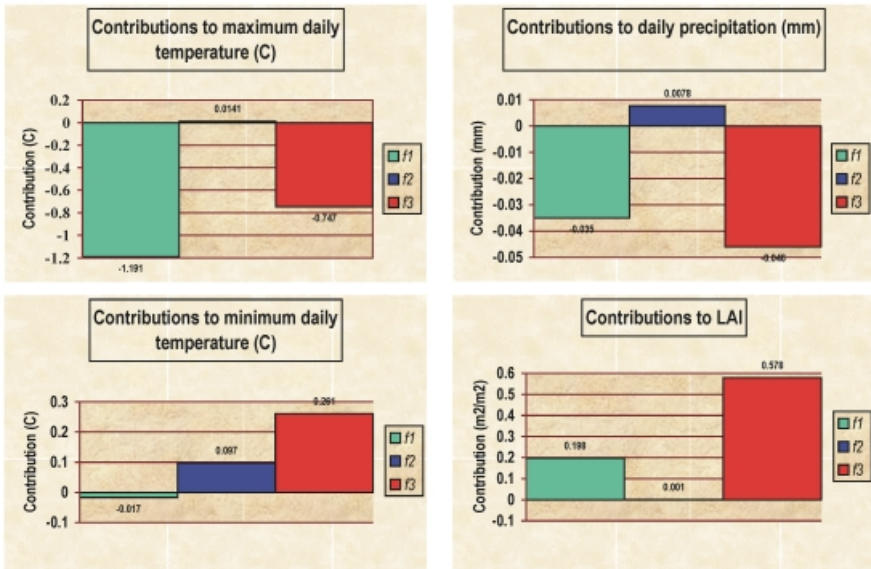 Contributions to maximum daily
temperature (C)
Contribution (C)
0.2
0
-0.2
-0.4
-0.6
-0.8
-1
-1.2
0.0141
-0.747
-1.191
f1
f2
f3
Contributions to daily precipitation (mm)
Contribution (mm)
0.01
0
-0.01
-0.02
-0.03
-0.04
-0.05
0.0078
-0.035
-0.046
f1
f2
f3
Contributions to minimum daily
temperature (C)
Contribution (C)
0.3
0.2
0.1
0
-0.1
0.261
0.097
-0.017
f1
f2
f3
Contributions to LAI
Contribution (m2/m2)
0.6
0.5
0.4
0.3
0.2
0.1
0
-0.1
0.578
0.198
0.001
f1
f2
f3